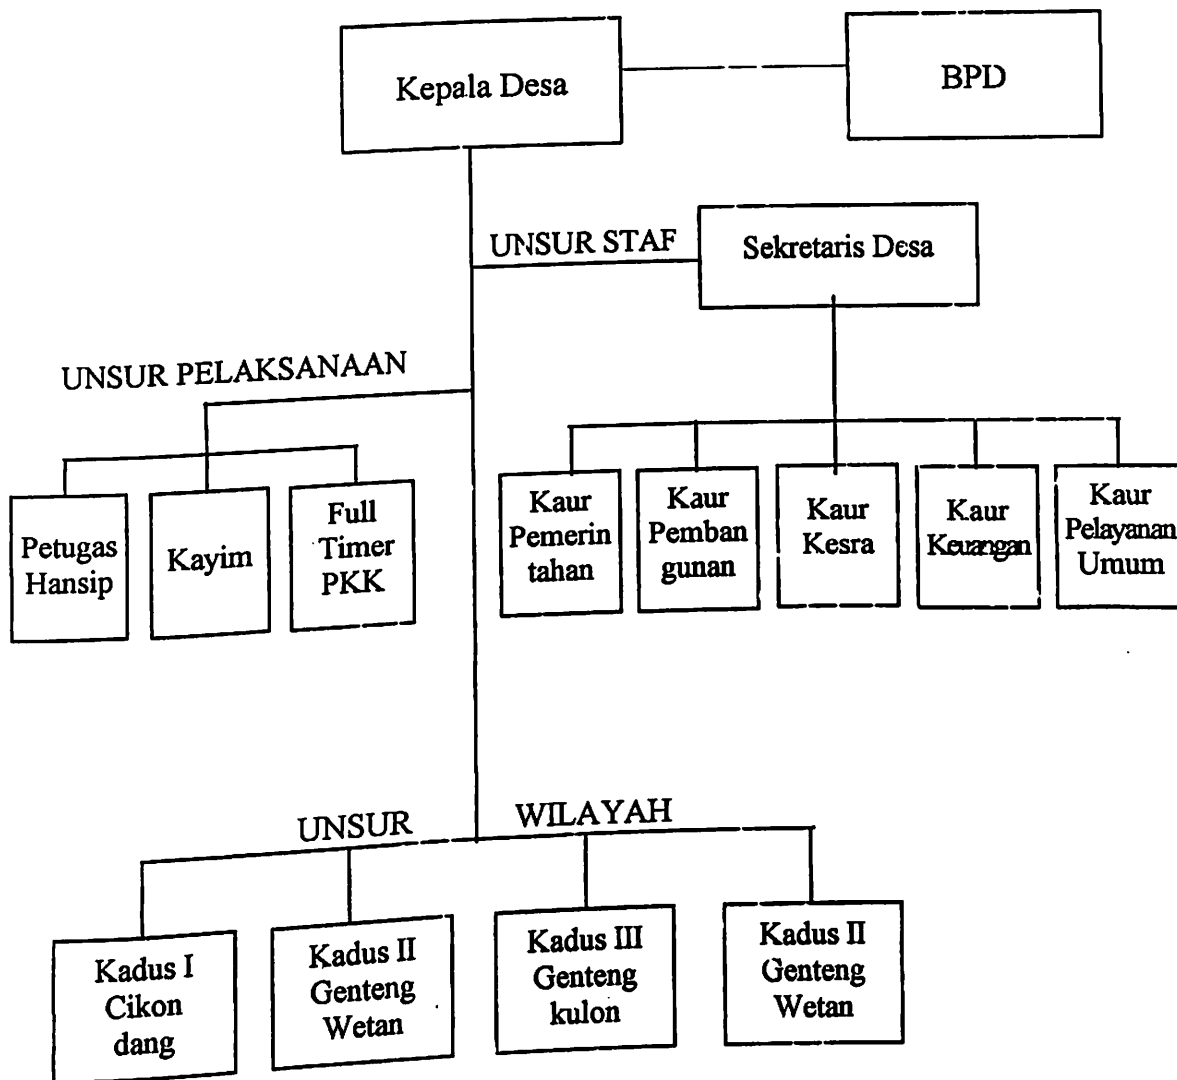 Kepala Desa
BPD
UNSUR STAF
Sekretaris Desa
UNSUR PELAKSANAAN
Petugas
Hansip
Kayim
Full
Timer
PKK
Kaur
Pemerin
tahan
Kaur
Pemban
gunan
Kaur
Kesra
Kaur
Keuangan
Kaur
Pelayanan
Umum
UNSUR WILAYAH
Kadus I
Cikon
dang
Kadus II
Genteng
Wetan
Kadus III
Genteng
kulon
Kadus II
Genteng
Wetan